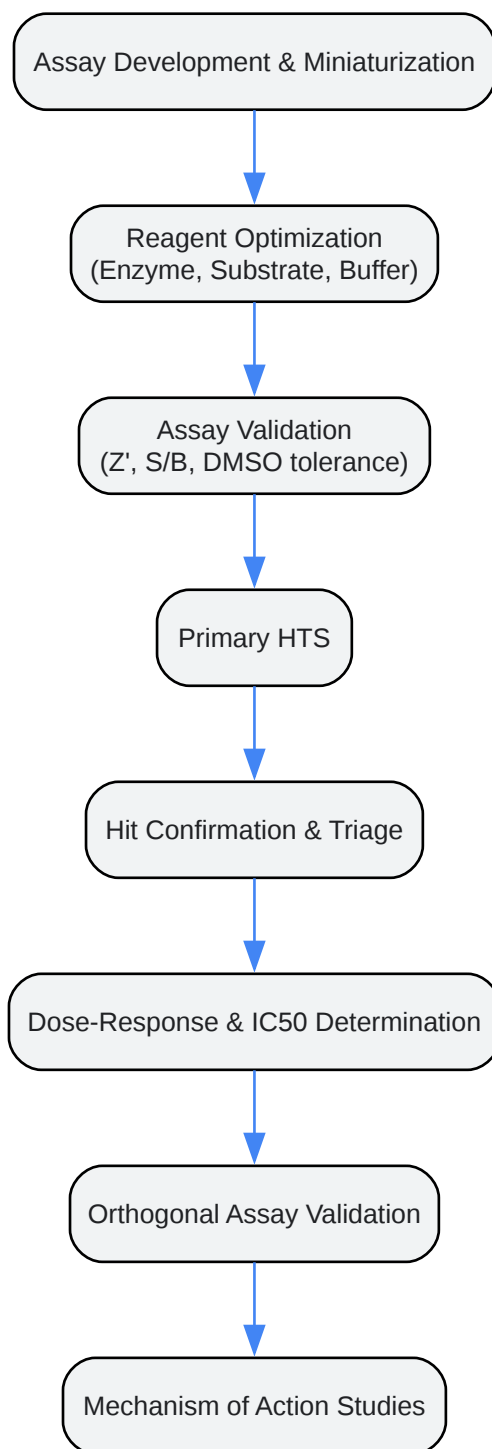 Assay Development & Miniaturization
Reagent Optimization
(Enzyme, Substrate, Buffer)
Assay Validation
(Z', S/B, DMSO tolerance)
Primary HTS
Hit Confirmation & Triage
Dose-Response & IC50 Determination
Orthogonal Assay Validation
Mechanism of Action Studies